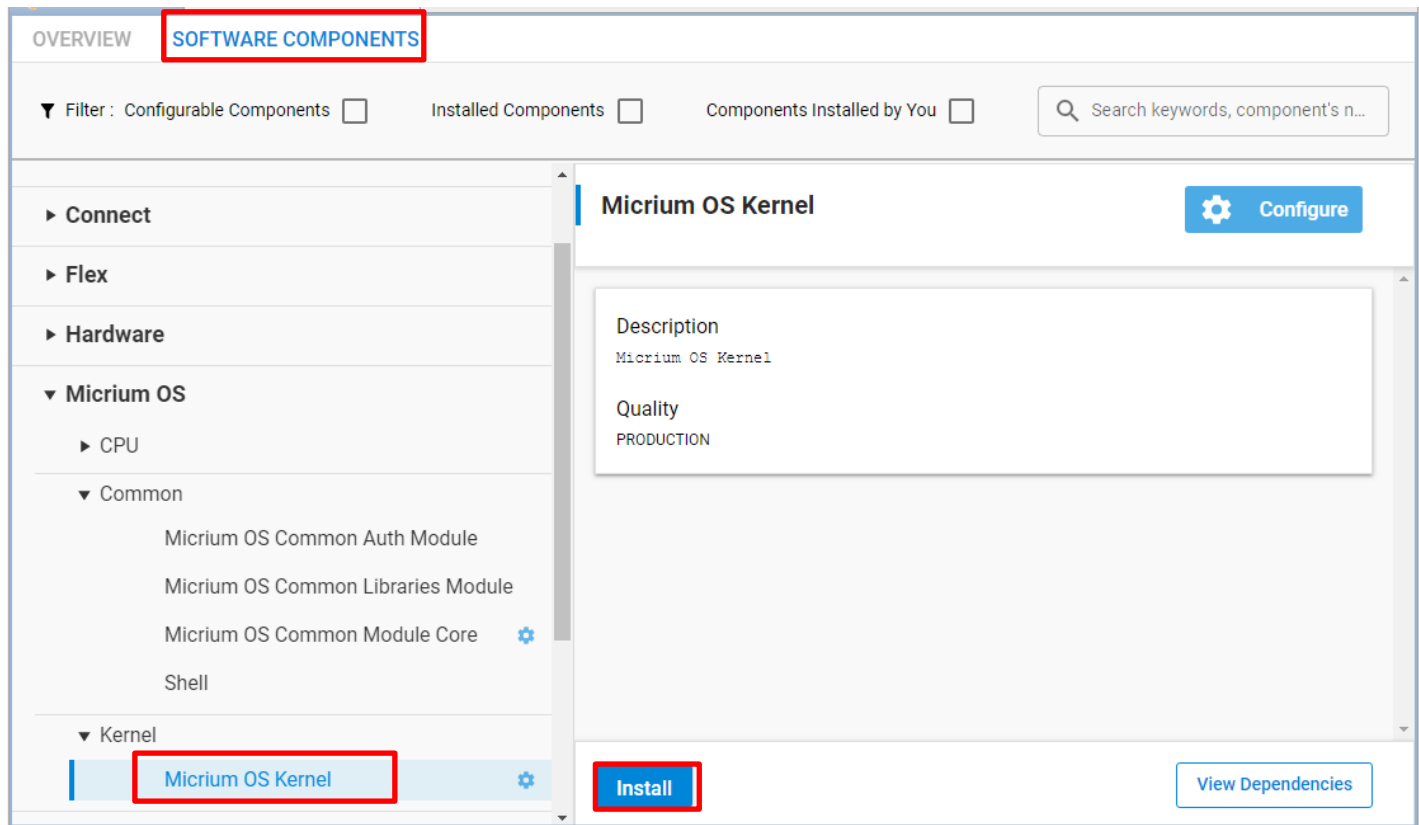 OVERVIEW SOFTWARE COMPONENTS
Filter : Configurable Components Installed Components Components Installed by You Search keywords, component's n...
Connect
Flex
Hardware
Micrium OS
CPU
Common
Micrium OS Common Auth Module
Micrium OS Common Libraries Module
Micrium OS Common Module Core
Shell
Kernel
Micrium OS Kernel
Micrium OS Kernel Configure
Description
Micrium OS Kernel
Quality
PRODUCTION
Install View Dependencies